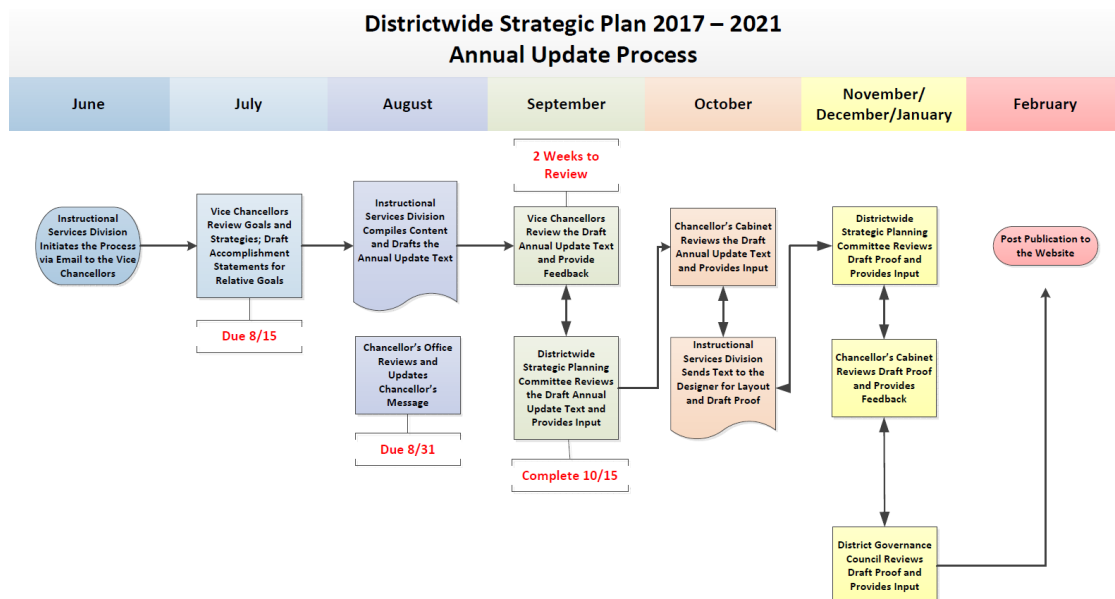 Districtwide Strategic Plan 2017 – 2021
Annual Update Process
June
July
August
September
October
November/
December/January
February
Instructional
Services Division
Initiates the Process
via Email to the Vice
Chancellors
Vice Chancellors
Review Goals and
Strategies; Draft
Accomplishment
Statements for
Relative Goals
Due 8/15
Instructional
Services Division
Compiles Content
and Drafts the
Annual Update Text
Chancellor's Office
Reviews and
Updates
Chancellor's
Message
Due 8/31
2 Weeks to
Review
Vice Chancellors
Review the Draft
Annual Update Text
and Provide
Feedback
Districtwide
Strategic Planning
Committee Reviews
the Draft Annual
Update Text and
Provides Input
Complete 10/15
Chancellor's Cabinet
Reviews the Draft
Annual Update Text
and Provides Input
Instructional
Services Division
Sends Text to the
Designer for Layout
and Draft Proof
Districtwide
Strategic Planning
Committee Reviews
Draft Proof and
Provides Input
Chancellor's Cabinet
Reviews Draft Proof
and Provides
Feedback
District Governance
Council Reviews
Draft Proof and
Provides Input
Post Publication to
the Website